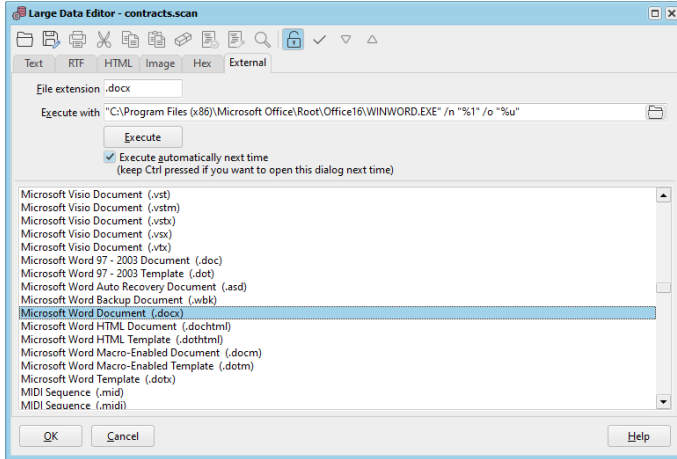 Large Data Editor - contracts.scan
Text RTF HTML Image Hex External
File extension .docx
Execute with "C:\Program Files (x86)\Microsoft Office\Root\Office16\WINWORD.EXE" /n "%1" /o "%u"
Execute
Execute automatically next time
(keep Ctrl pressed if you want to open this dialog next time)
Microsoft Visio Document (.vst)
Microsoft Visio Document (.vstm)
Microsoft Visio Document (.vstx)
Microsoft Visio Document (.vsx)
Microsoft Visio Document (.vtx)
Microsoft Word 97 - 2003 Document (.doc)
Microsoft Word 97 - 2003 Template (.dot)
Microsoft Word Auto Recovery Document (.asd)
Microsoft Word Backup Document (.wbk)
Microsoft Word Document (.docx)
Microsoft Word HTML Document (.dochtml)
Microsoft Word HTML Template (.dothtml)
Microsoft Word Macro-Enabled Document (.docm)
Microsoft Word Macro-Enabled Template (.dotm)
Microsoft Word Template (.dotx)
MIDI Sequence (.mid)
MIDI Sequence (.midi)
OK Cancel Help